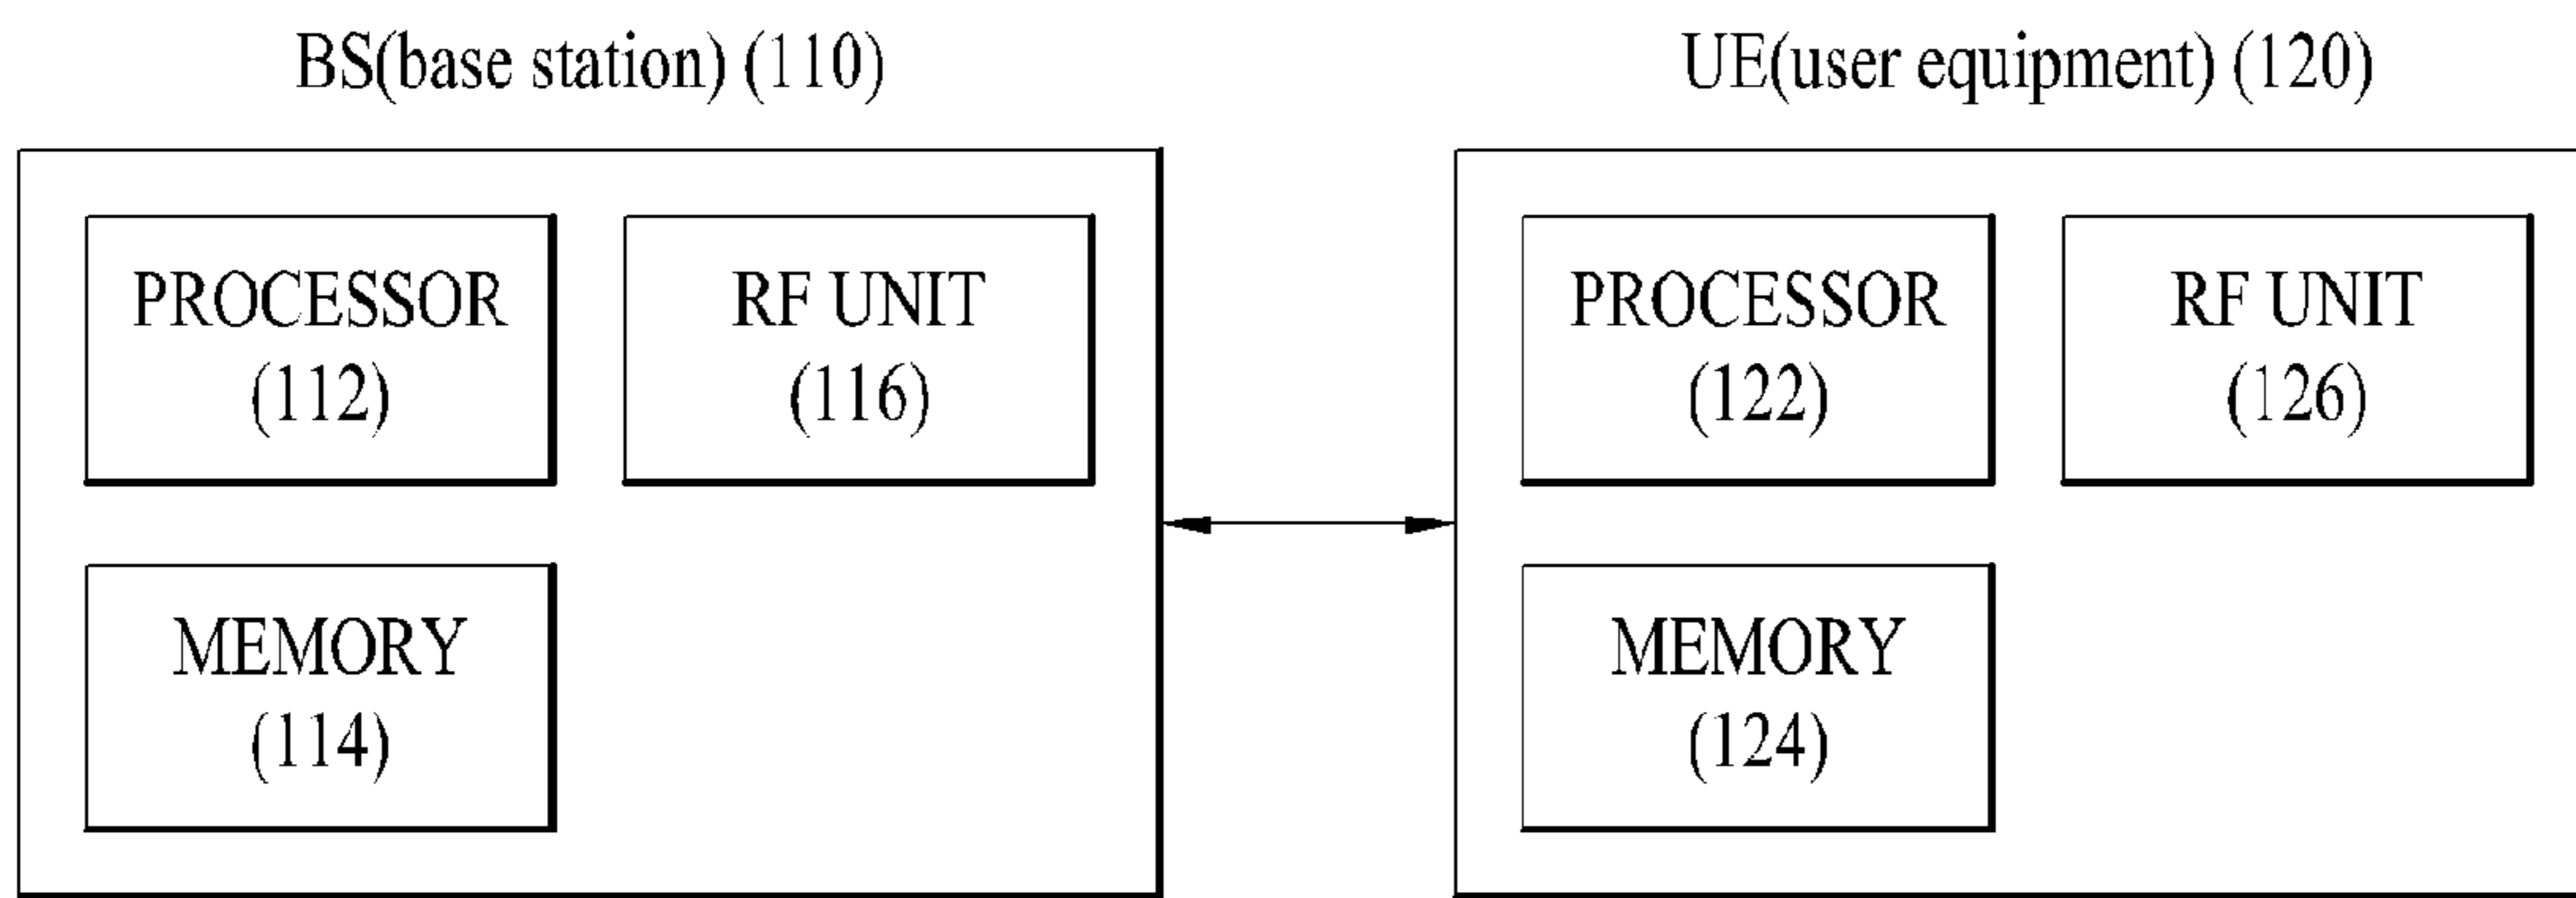 BS(base station) (110)
PROCESSOR
(112)
RF UNIT
(116)
MEMORY
(114)
UE(user equipment) (120)
PROCESSOR
(122)
RF UNIT
(126)
MEMORY
(124)